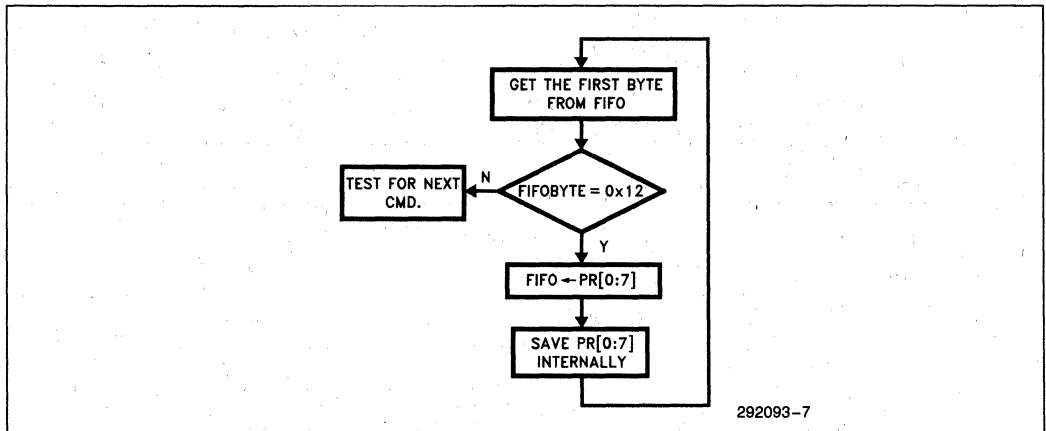 GET THE FIRST BYTE
FROM FIFO
FIFOBYTE = 0x12
N
TEST FOR NEXT
CMD.
Y
FIFO ← PR[0:7]
SAVE PR[0:7]
INTERNALLY
292093-7